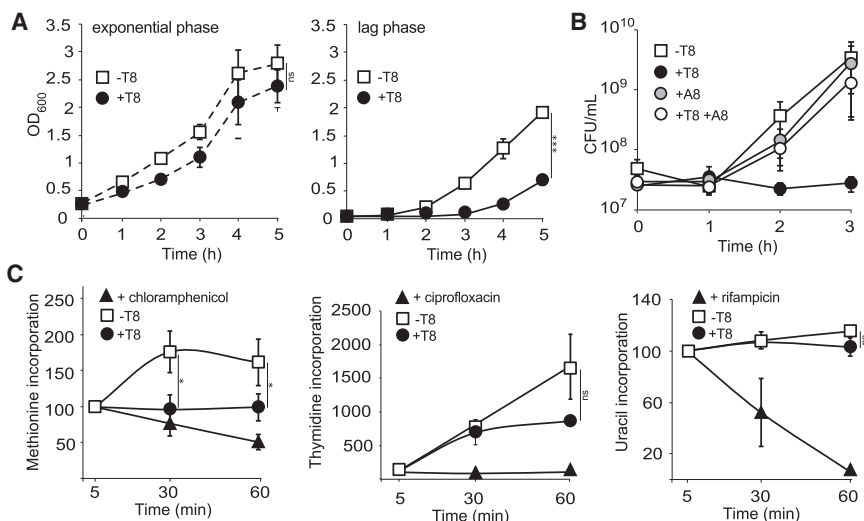 A
exponential phase
OD600
3.5
3
2.5
2
1.5
1
0.5
0
-T8
+T8
ns
0 1 2 3 4 5
Time (h)
lag phase
3.5
3
2.5
2
1.5
1
0.5
0
-T8
+T8
***
0 1 2 3 4 5
Time (h)
B
CFU/mL
10^10
10^9
10^8
10^7
-T8
+T8
+A8
+T8 +A8
0 1 2 3
Time (h)
C
Methionine incorporation
250
200
150
100
50
+ chloramphenicol
-T8
+T8
*
*
5 30 60
Time (min)
Thymidine incorporation
2500
2000
1500
1000
500
+ ciprofloxacin
-T8
+T8
ns
5 30 60
Time (min)
Uracil incorporation
140
100
60
20
+ rifampicin
-T8
+T8
ns
5 30 60
Time (min)